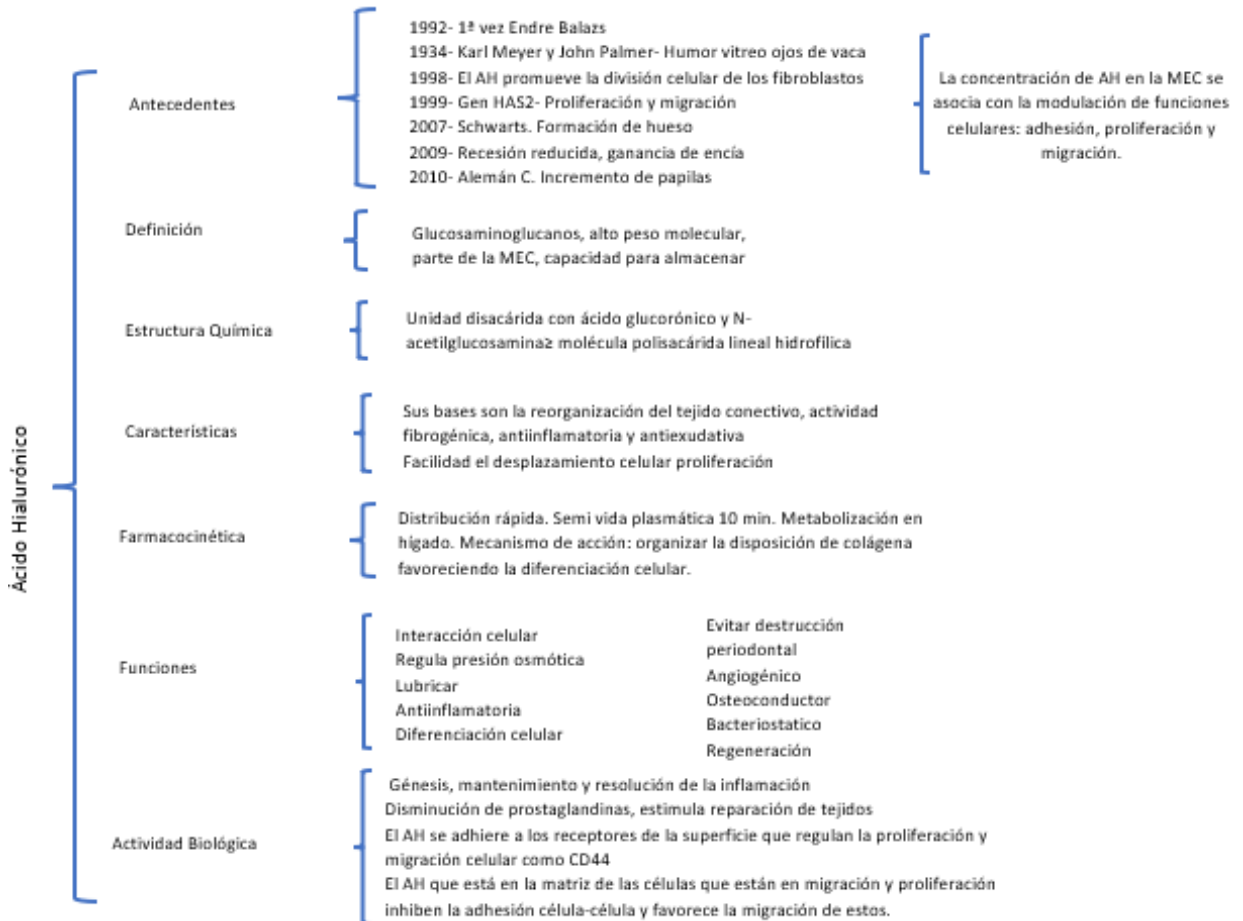 Ácido Hialurónico
Antecedentes
1992- 1ª vez Endre Balazs
1934- Karl Meyer y John Palmer- Humor vitreo ojos de vaca
1998- El AH promueve la división celular de los fibroblastos
1999- Gen HAS2- Proliferación y migración
2007- Schwarts. Formación de hueso
2009- Recesión reducida, ganancia de encía
2010- Alemán C. Incremento de papilas
La concentración de AH en la MEC se
asocia con la modulación de funciones
celulares: adhesión, proliferación y
migración.
Definición
Glucosaminoglucanos, alto peso molecular,
parte de la MEC, capacidad para almacenar
Estructura Química
Unidad disacárida con ácido glucorónico y N-
acetilglucosamina≥ molécula polisacárida lineal hidrofílica
Características
Sus bases son la reorganización del tejido conectivo, actividad
fibrogénica, antiinflamatoria y antiexudativa
Facilidad el desplazamiento celular proliferación
Farmacocinética
Distribución rápida. Semi vida plasmática 10 min. Metabolización en
hígado. Mecanismo de acción: organizar la disposición de colágena
favoreciendo la diferenciación celular.
Funciones
Interacción celular
Regula presión osmótica
Lubricar
Antiinflamatoria
Diferenciación celular
Evitar destrucción
periodontal
Angiogénico
Osteoconductor
Bacteriostatico
Regeneración
Actividad Biológica
Génesis, mantenimiento y resolución de la inflamación
Disminución de prostaglandinas, estimula reparación de tejidos
El AH se adhiere a los receptores de la superficie que regulan la proliferación y
migración celular como CD44
El AH que está en la matriz de las células que están en migración y proliferación
inhiben la adhesión célula-célula y favorece la migración de estos.